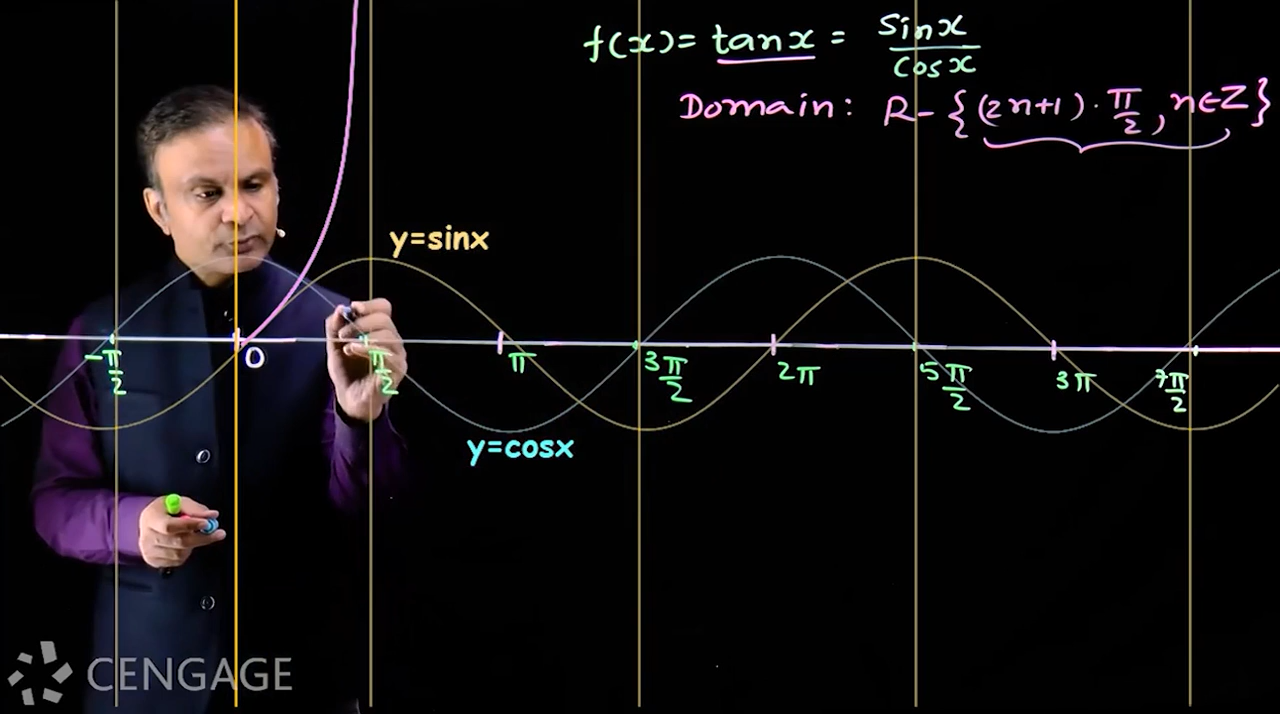 f(x) = tanx = sinx/cosx
Domain: R-{(2n+1)·π/2, n∈Z}
y=sinx
-π/2 0 π/2 π 3π/2 2π 5π/2 3π 7π/2
y=cosx
CENGAGE